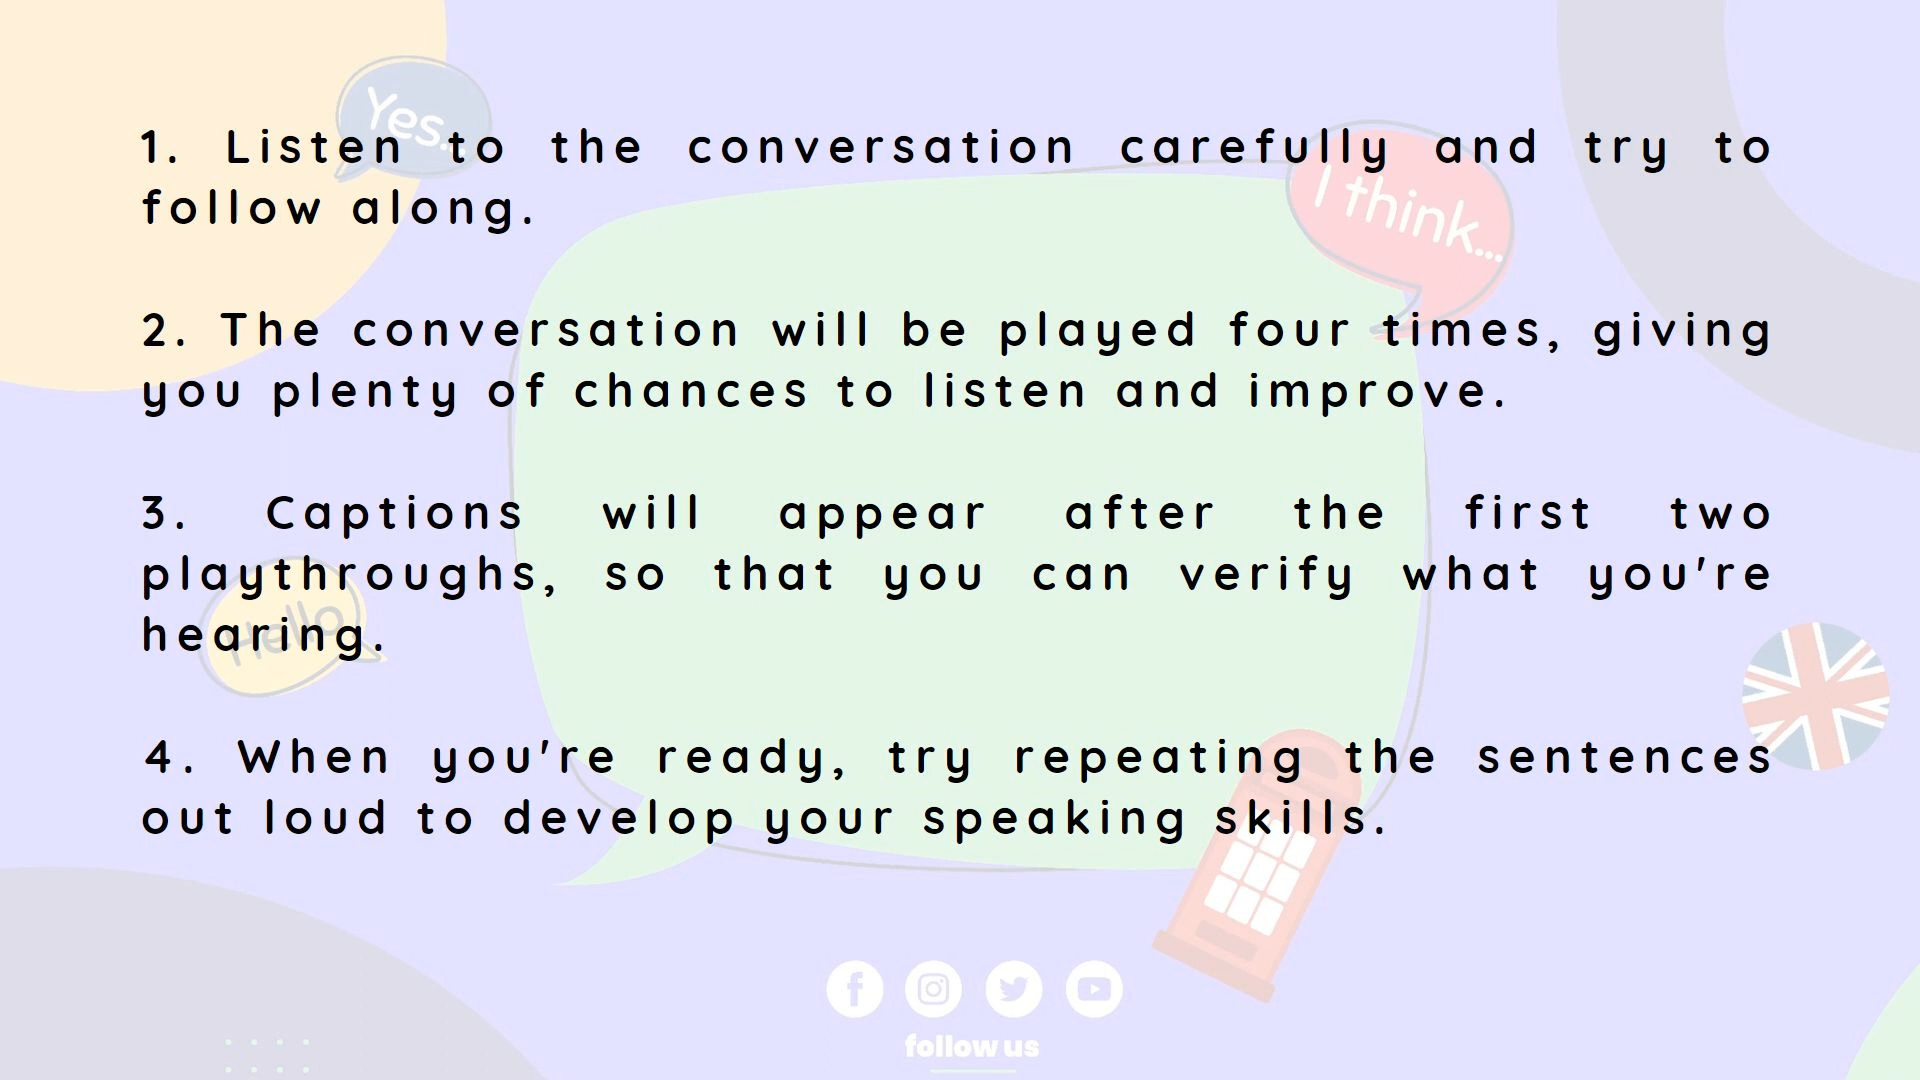 Yes...
1. Listen to the conversation carefully and try to
follow along.
I think...
2. The conversation will be played four times, giving
you plenty of chances to listen and improve.
3. Captions will appear after the first two
playthroughs, so that you can verify what you're
hearing.
Hello
4. When you're ready, try repeating the sentences
out loud to develop your speaking skills.
follow us